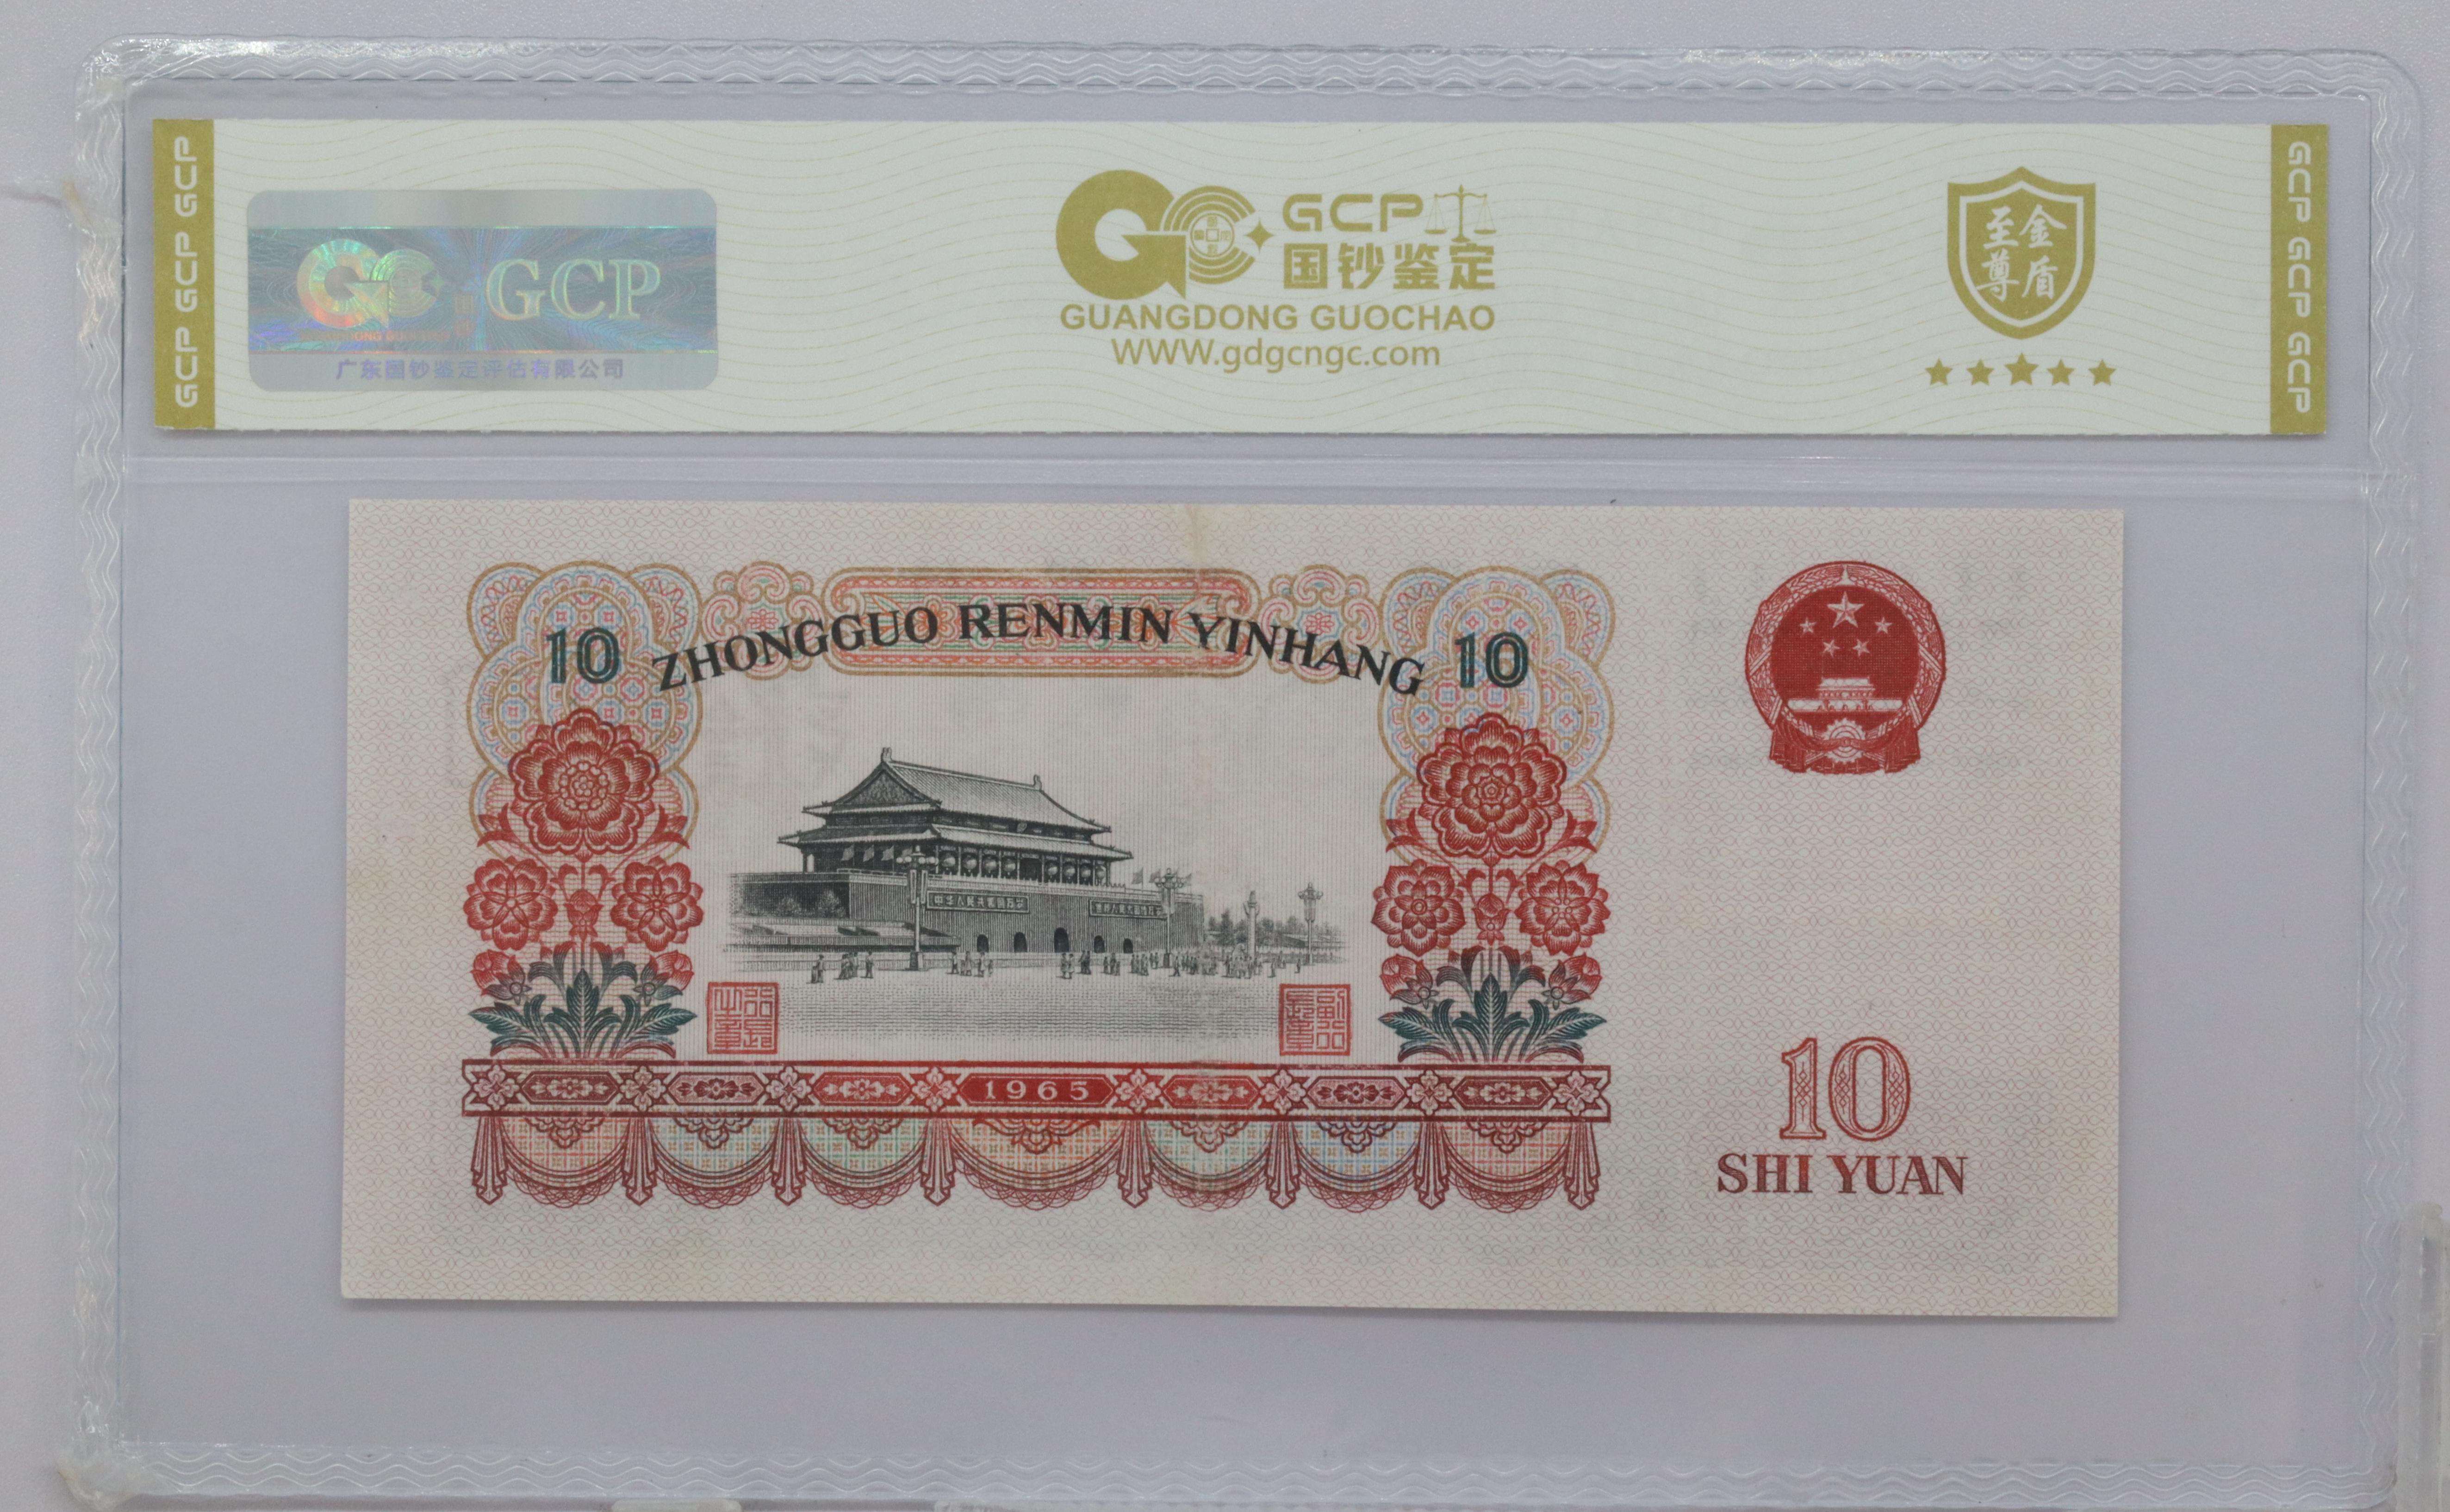 GCP GCP GCP
GCP
广东国钞鉴定评估有限公司
GCP
国钞鉴定
GUANGDONG GUOCHAO
WWW.gdgcngc.com
至尊金盾
GCP GCP GCP
ZHONGGUO RENMIN YINHANG
10
10
1965
10
SHI YUAN